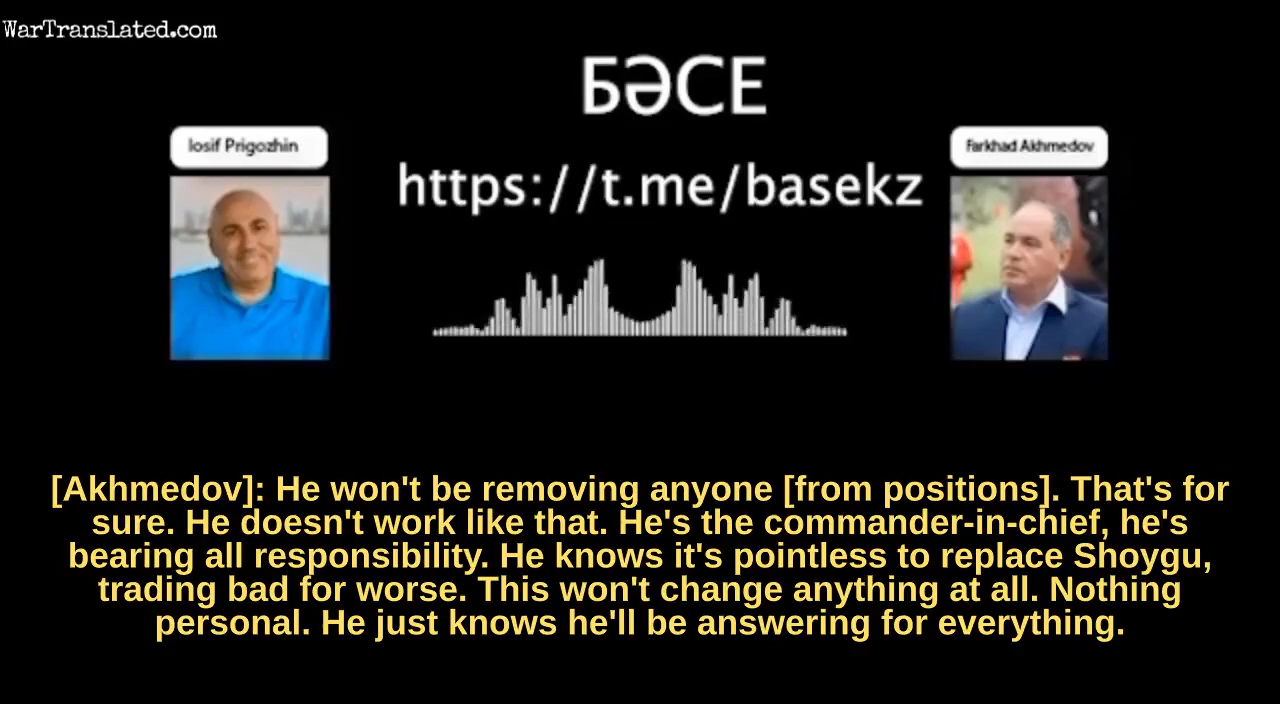 WarTranslated.com
БӘСЕ
Iosif Prigozhin
Farkhad Akhmedov
https://t.me/basekz
[Akhmedov]: He won't be removing anyone [from positions]. That's for
sure. He doesn't work like that. He's the commander-in-chief, he's
bearing all responsibility. He knows it's pointless to replace Shoygu,
trading bad for worse. This won't change anything at all. Nothing
personal. He just knows he'll be answering for everything.